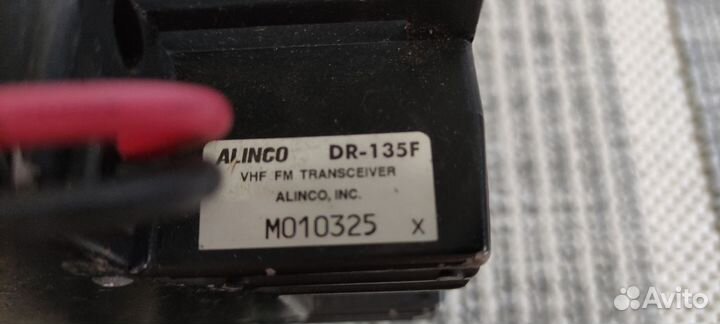 ALINCO DR-135F
VHF FM TRANSCEIVER
ALINCO, INC.
M010325 X
Avito